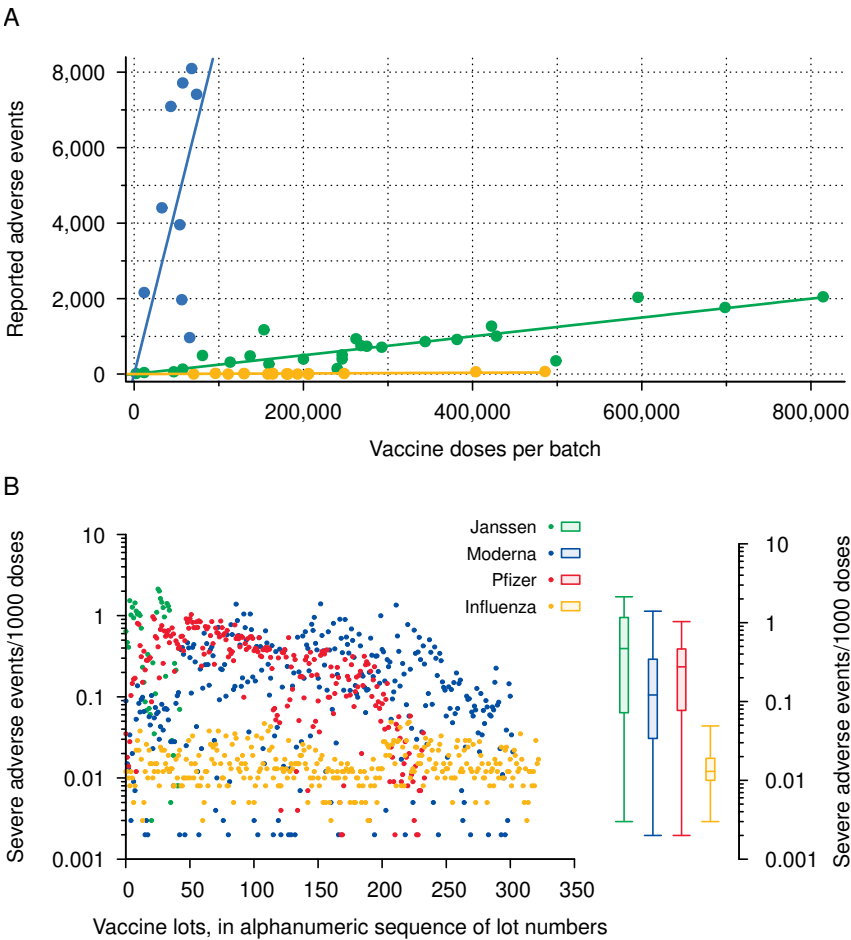 A
Reported adverse events
8,000
6,000
4,000
2,000
0
0 200,000 400,000 600,000 800,000
Vaccine doses per batch
B
Severe adverse events/1000 doses
10
1
0.1
0.01
0.001
0 50 100 150 200 250 300 350
Vaccine lots, in alphanumeric sequence of lot numbers
Janssen
Moderna
Pfizer
Influenza
10
1
0.1
0.01
0.001
Severe adverse events/1000 doses